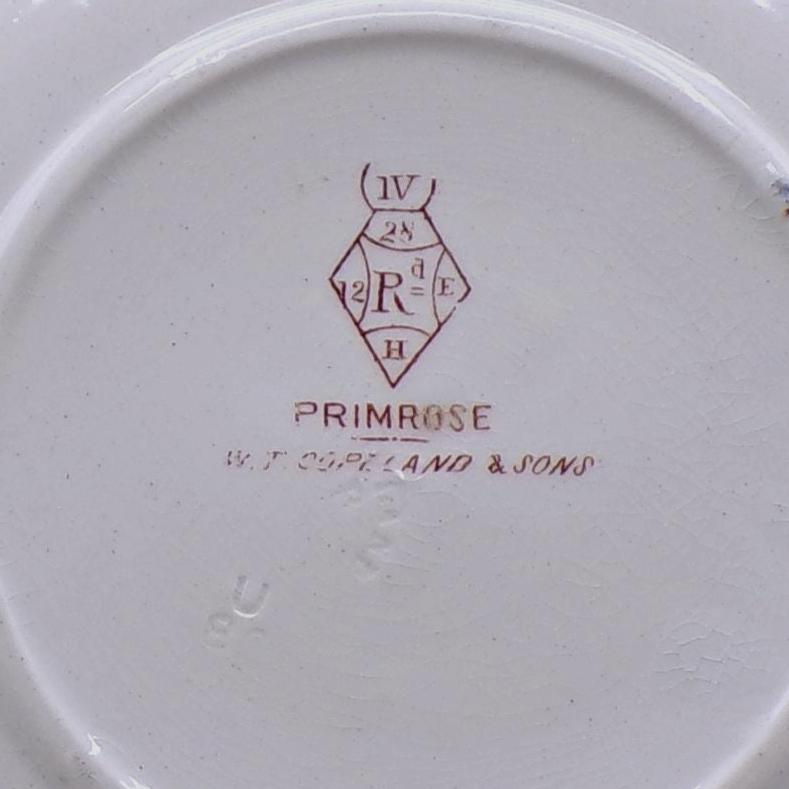 IV
28
12 Rd E
H
PRIMROSE
W. T. COPELAND & SONS
U